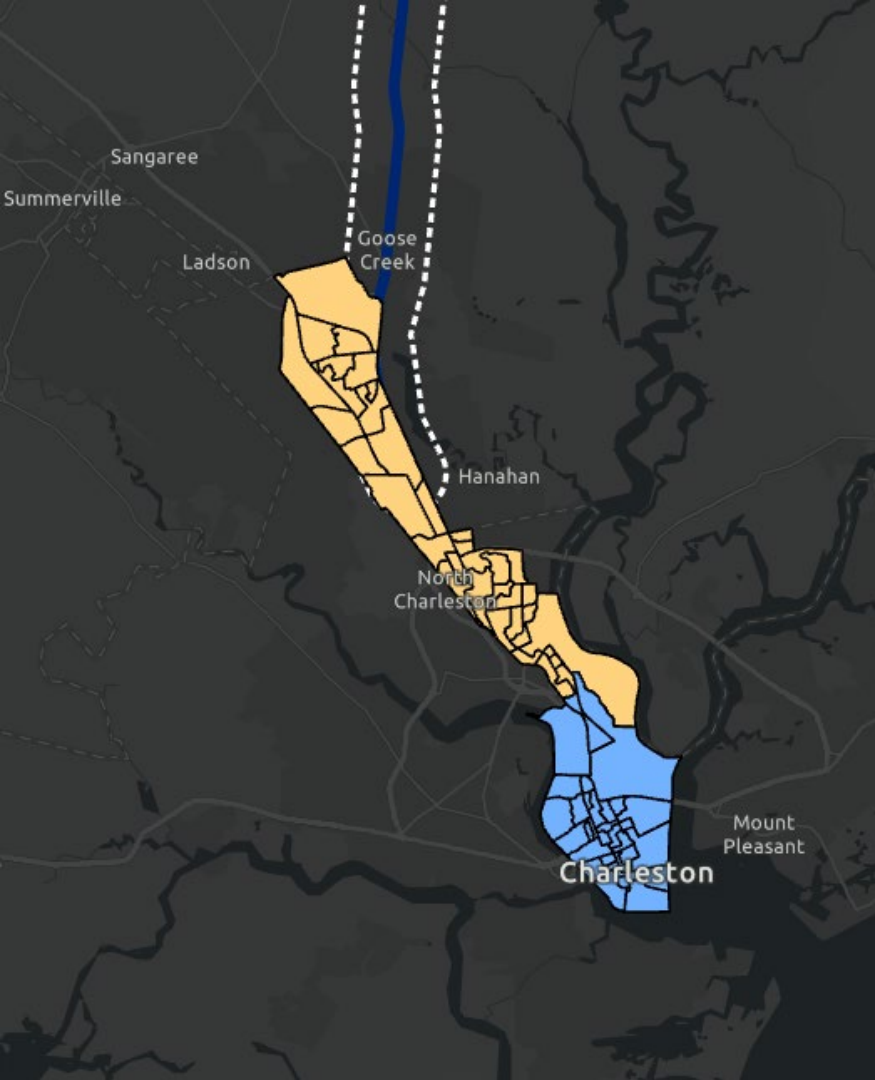 Sangaree
Summerville
Goose
Creek
Ladson
Hanahan
North
Charleston
Mount
Pleasant
Charleston